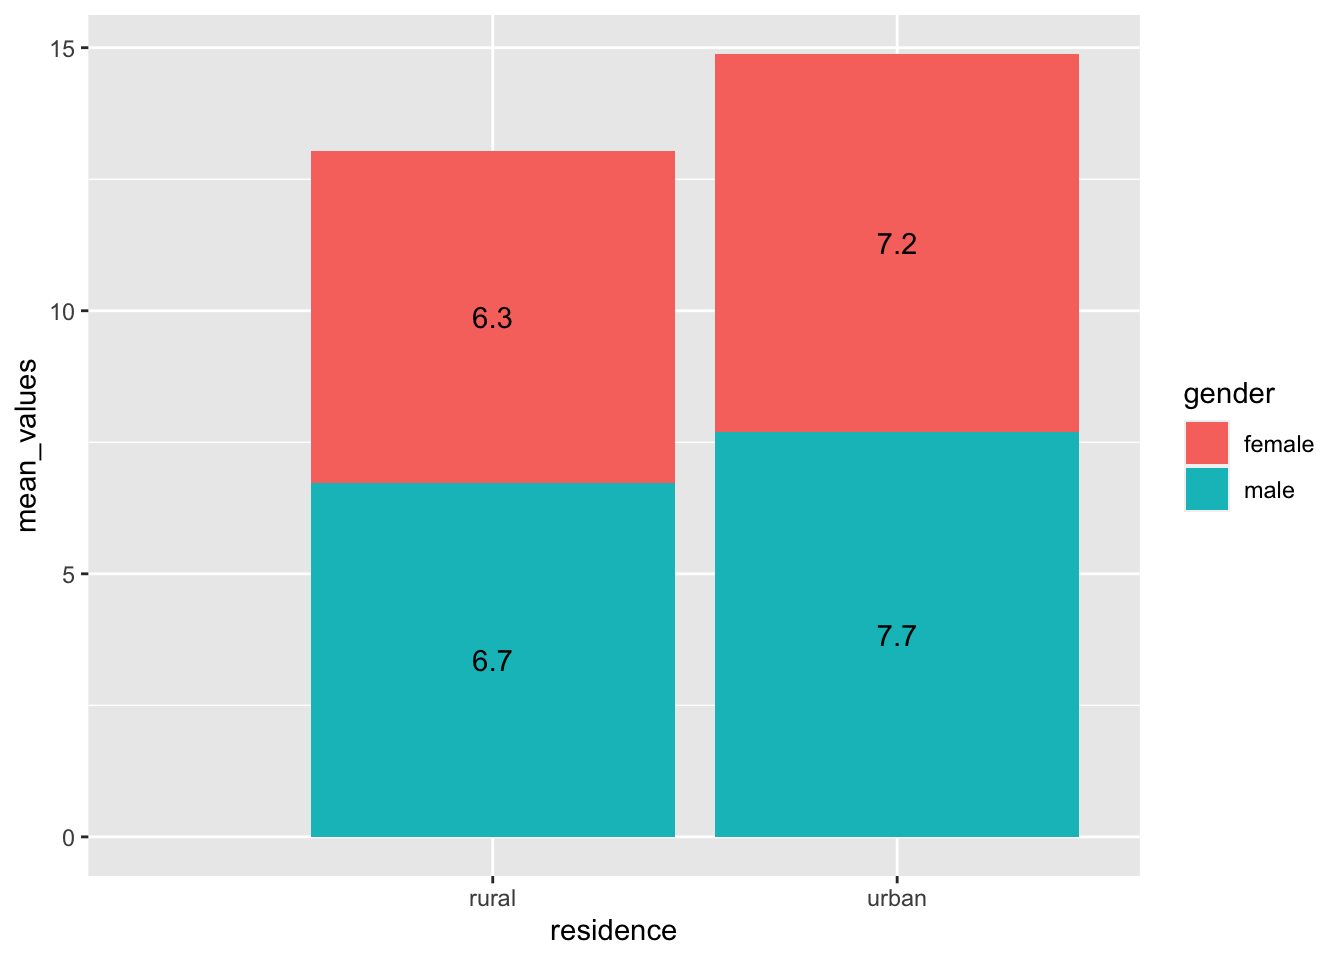 15
10
5
0
mean_values
7.2
6.3
7.7
6.7
rural
urban
residence
gender
female
male